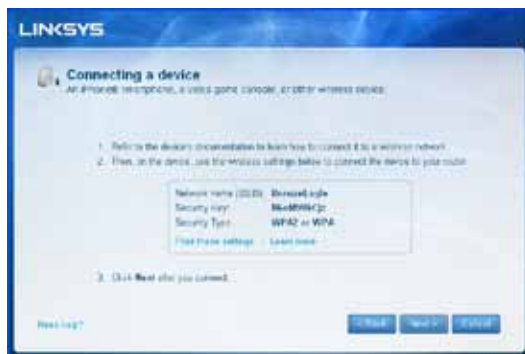 LINKSYS
Connecting a device
An iPhone® smartphone, a video game console, or other wireless device.
1. Refer to the device's documentation to learn how to connect it to a wireless network.
2. Then, on the device, use the wireless settings below to connect the device to your router.
Network name (SSID):
Security Key:
Security Type: WPA2 or WPA
Print these settings Learn more
3. Click Next after you connect.
Need help?
< Back Next > Cancel